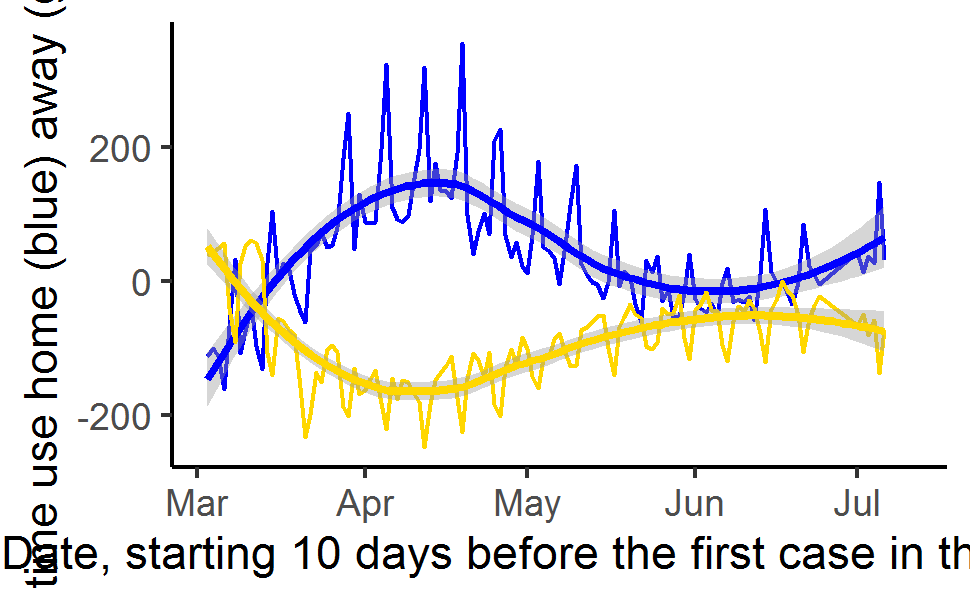 time use home (blue) away (
200
0
-200
Mar Apr May Jun Jul
Date, starting 10 days before the first case in th